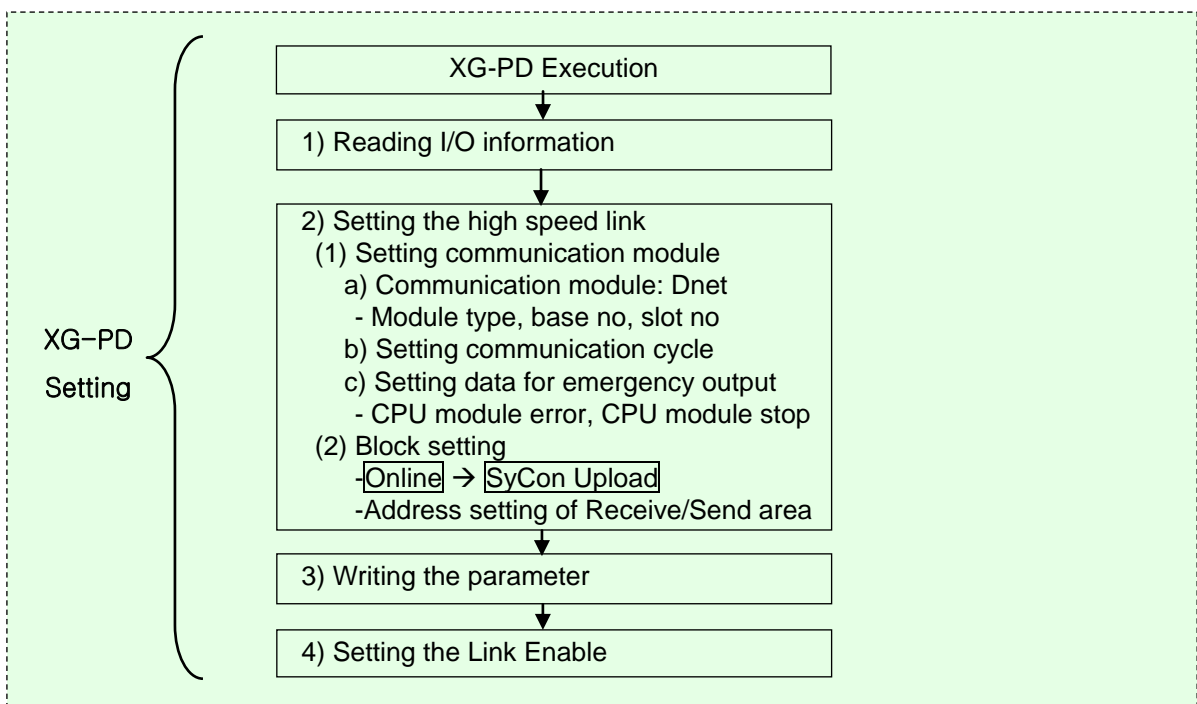 XG-PD Execution
1) Reading I/O information
2) Setting the high speed link
(1) Setting communication module
a) Communication module: Dnet
- Module type, base no, slot no
b) Setting communication cycle
c) Setting data for emergency output
- CPU module error, CPU module stop
(2) Block setting
-Online → SyCon Upload
-Address setting of Receive/Send area
3) Writing the parameter
4) Setting the Link Enable
XG-PD
Setting